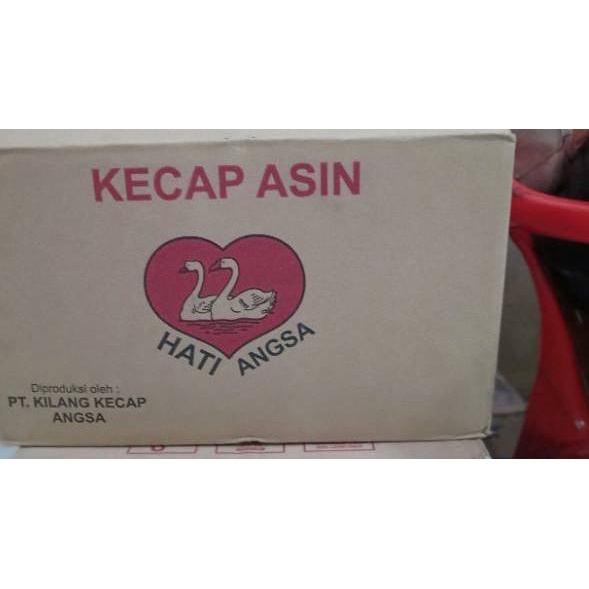 KECAP ASIN
HATI ANGSA
Diproduksi oleh :
PT. KILANG KECAP
ANGSA